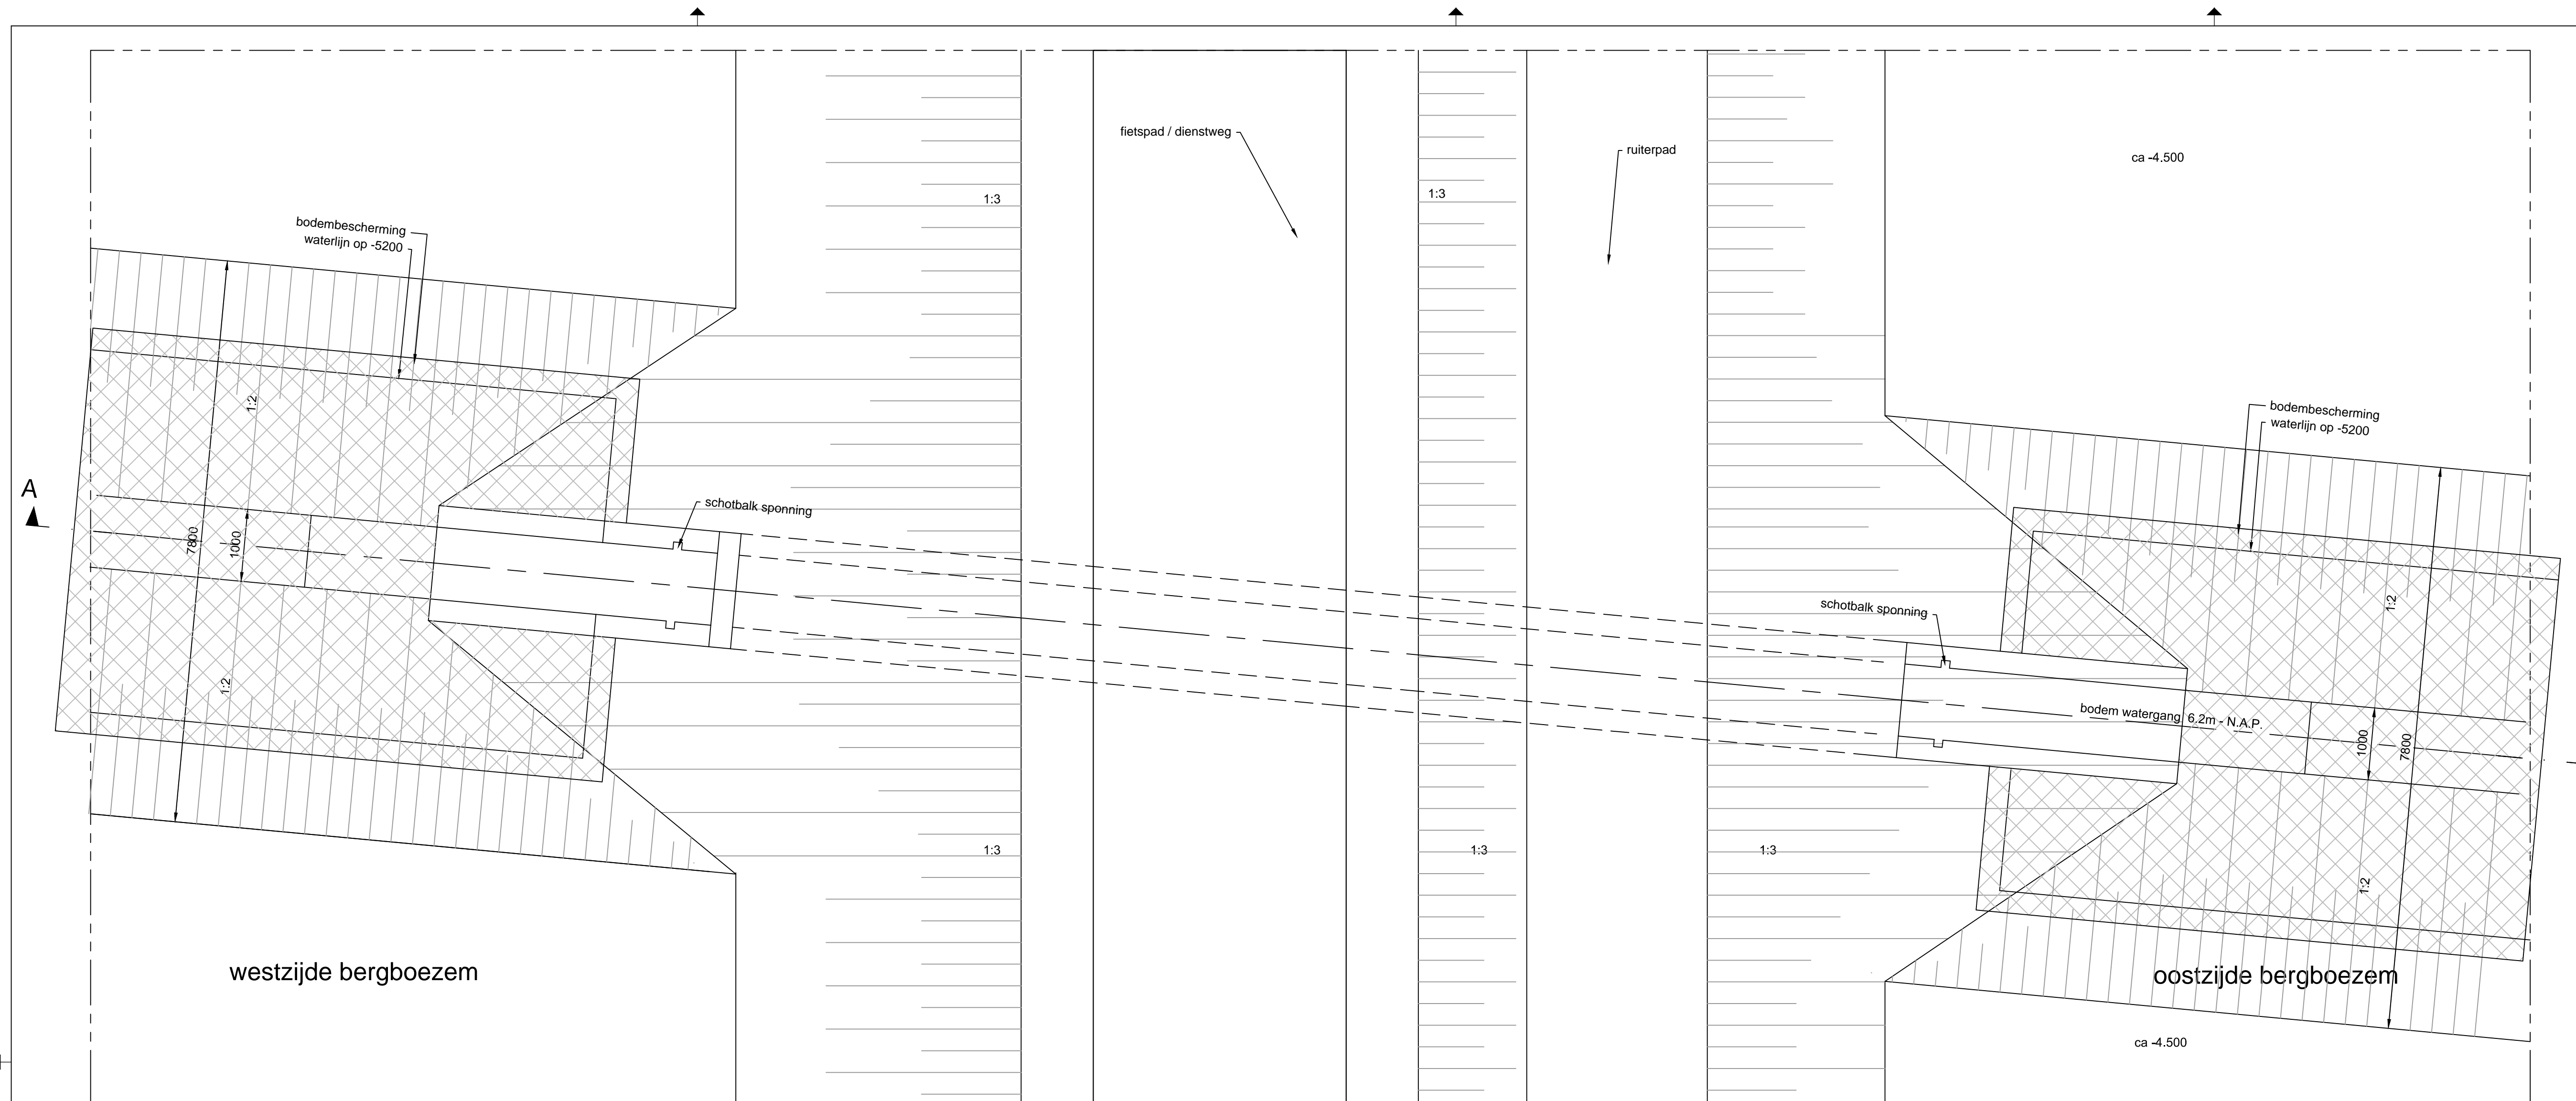 fietspad / dienstweg
ruiterpad
ca -4.500
1:3
1:3
bodembescherming
waterlijn op -5200
1:2
bodembescherming
waterlijn op -5200
A
schotbalk sponning
7800
1000
1:2
schotbalk sponning
1:2
bodem watergang 6,2m - N.A.P.
1000
7800
1:3
1:3
1:3
1:2
westzijde bergboezem
oostzijde bergboezem
ca -4.500